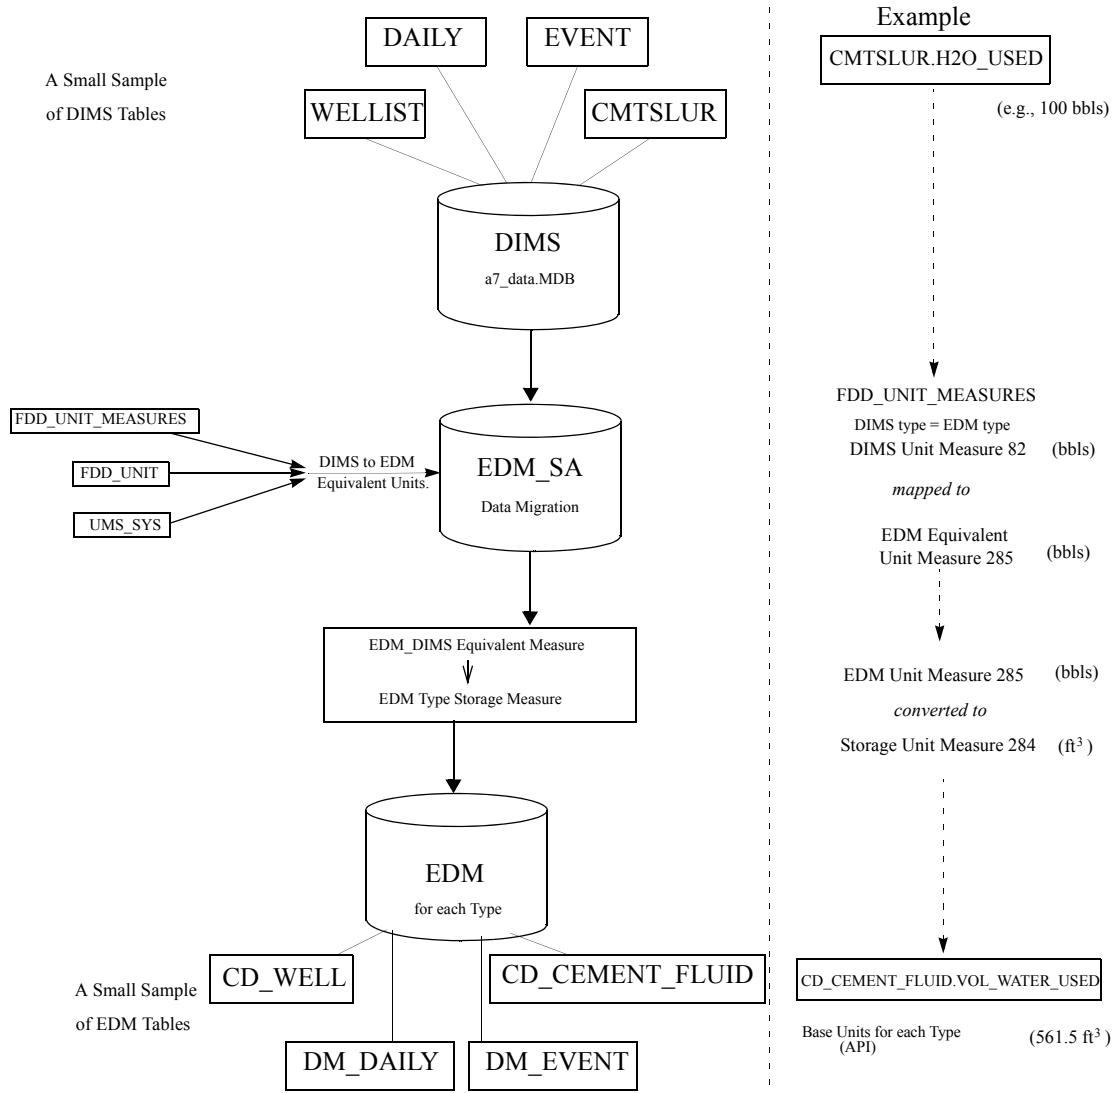 A Small Sample
of DIMS Tables
DAILY
EVENT
WELLIST
CMTSLUR
DIMS
a7_data.MDB
FDD_UNIT_MEASURES
FDD_UNIT
UMS_SYS
DIMS to EDM
Equivalent Units.
EDM_SA
Data Migration
EDM_DIMS Equivalent Measure
EDM Type Storage Measure
EDM
for each Type
CD_WELL
CD_CEMENT_FLUID
A Small Sample
of EDM Tables
DM_DAILY
DM_EVENT
Example
CMTSLUR.H2O_USED
(e.g., 100 bbls)
FDD_UNIT_MEASURES
DIMS type = EDM type
DIMS Unit Measure 82 (bbls)
mapped to
EDM Equivalent
Unit Measure 285 (bbls)
EDM Unit Measure 285 (bbls)
converted to
Storage Unit Measure 284 (ft³ )
CD_CEMENT_FLUID.VOL_WATER_USED
Base Units for each Type
(API)
(561.5 ft³ )